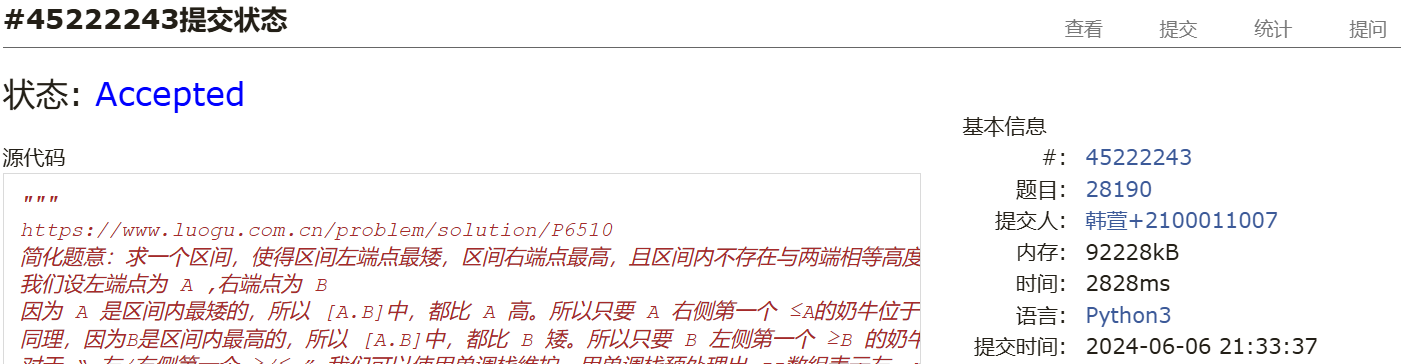 #45222243提交状态
查看 提交 统计 提问
状态: Accepted
源代码
"""
https://www.luogu.com.cn/problem/solution/P6510
简化题意：求一个区间，使得区间左端点最矮，区间右端点最高，且区间内不存在与两端相等高度
我们设左端点为 A ,右端点为 B
因为 A 是区间内最矮的，所以 [A.B]中，都比 A 高。所以只要 A 右侧第一个 ≤A的奶牛位于
同理，因为B是区间内最高的，所以 [A.B]中，都比 B 矮。所以只要 B 左侧第一个 ≥B 的奶牛
基本信息
#: 45222243
题目: 28190
提交人: 韩萱+2100011007
内存: 92228kB
时间: 2828ms
语言: Python3
提交时间: 2024-06-06 21:33:37